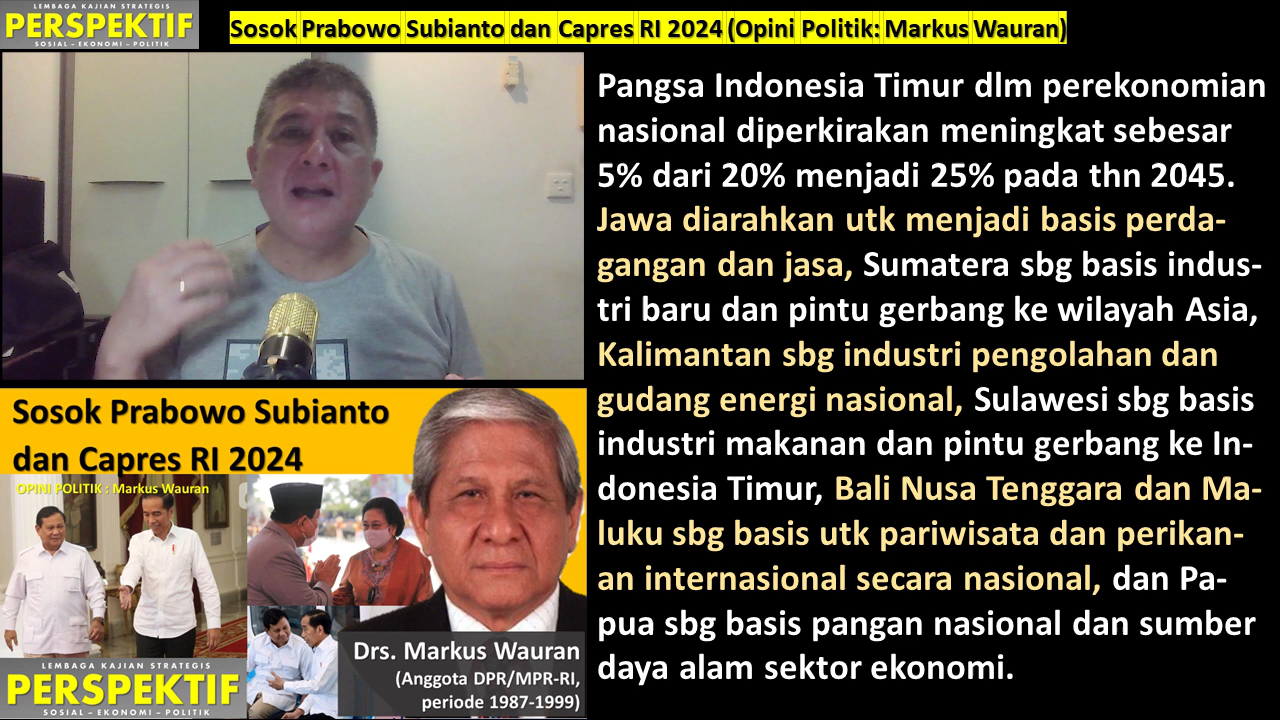 LEMBAGA KAJIAN STRATEGIS
PERSPEKTIF
SOSIAL – EKONOMI – POLITIK
Sosok Prabowo Subianto dan Capres RI 2024 (Opini Politik: Markus Wauran)
Pangsa Indonesia Timur dlm perekonomian
nasional diperkirakan meningkat sebesar
5% dari 20% menjadi 25% pada thn 2045.
Jawa diarahkan utk menjadi basis perda-
gangan dan jasa, Sumatera sbg basis indus-
tri baru dan pintu gerbang ke wilayah Asia,
Kalimantan sbg industri pengolahan dan
gudang energi nasional, Sulawesi sbg basis
industri makanan dan pintu gerbang ke In-
donesia Timur, Bali Nusa Tenggara dan Ma-
luku sbg basis utk pariwisata dan perikan-
an internasional secara nasional, dan Pa-
pua sbg basis pangan nasional dan sumber
daya alam sektor ekonomi.
Sosok Prabowo Subianto
dan Capres RI 2024
OPINI POLITIK : Markus Wauran
Drs. Markus Wauran
(Anggota DPR/MPR-RI,
periode 1987-1999)
LEMBAGA KAJIAN STRATEGIS
PERSPEKTIF
SOSIAL – EKONOMI – POLITIK